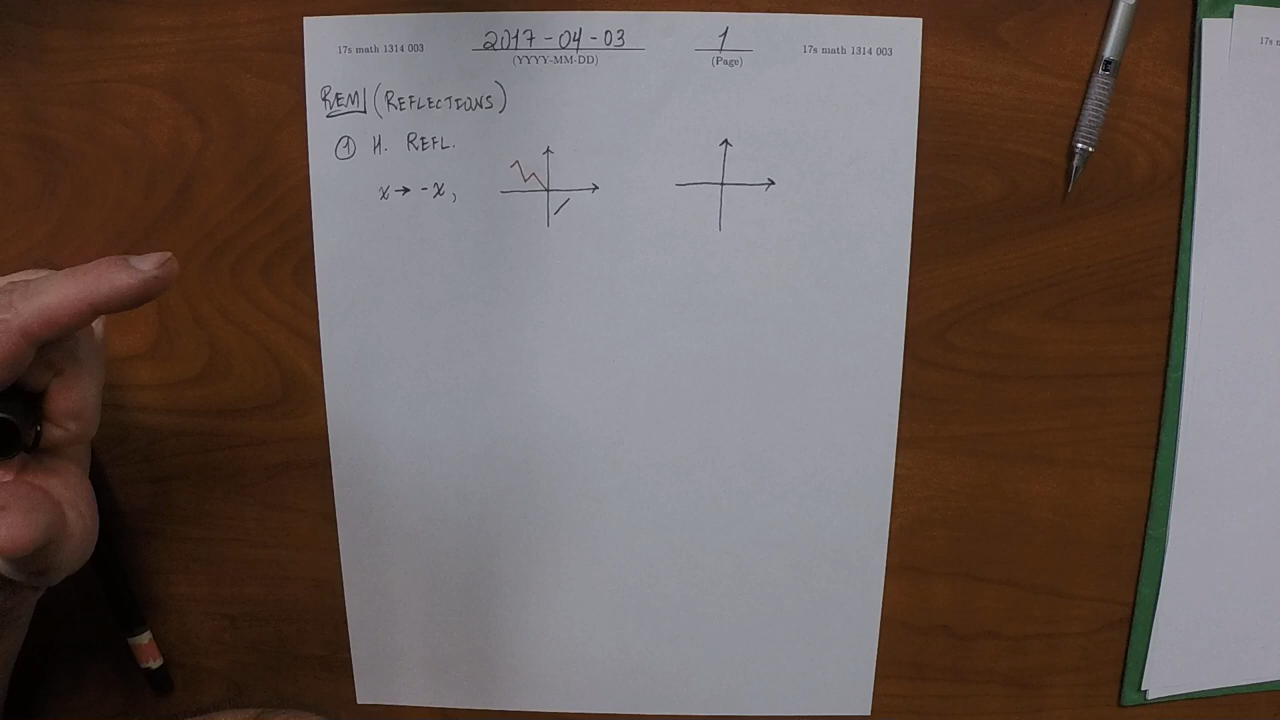 17s math 1314 003 2017-04-03 1 17s math 1314 003
(YYYY-MM-DD) (Page)
REM (REFLECTIONS)
① H. REFL.
x → -x,